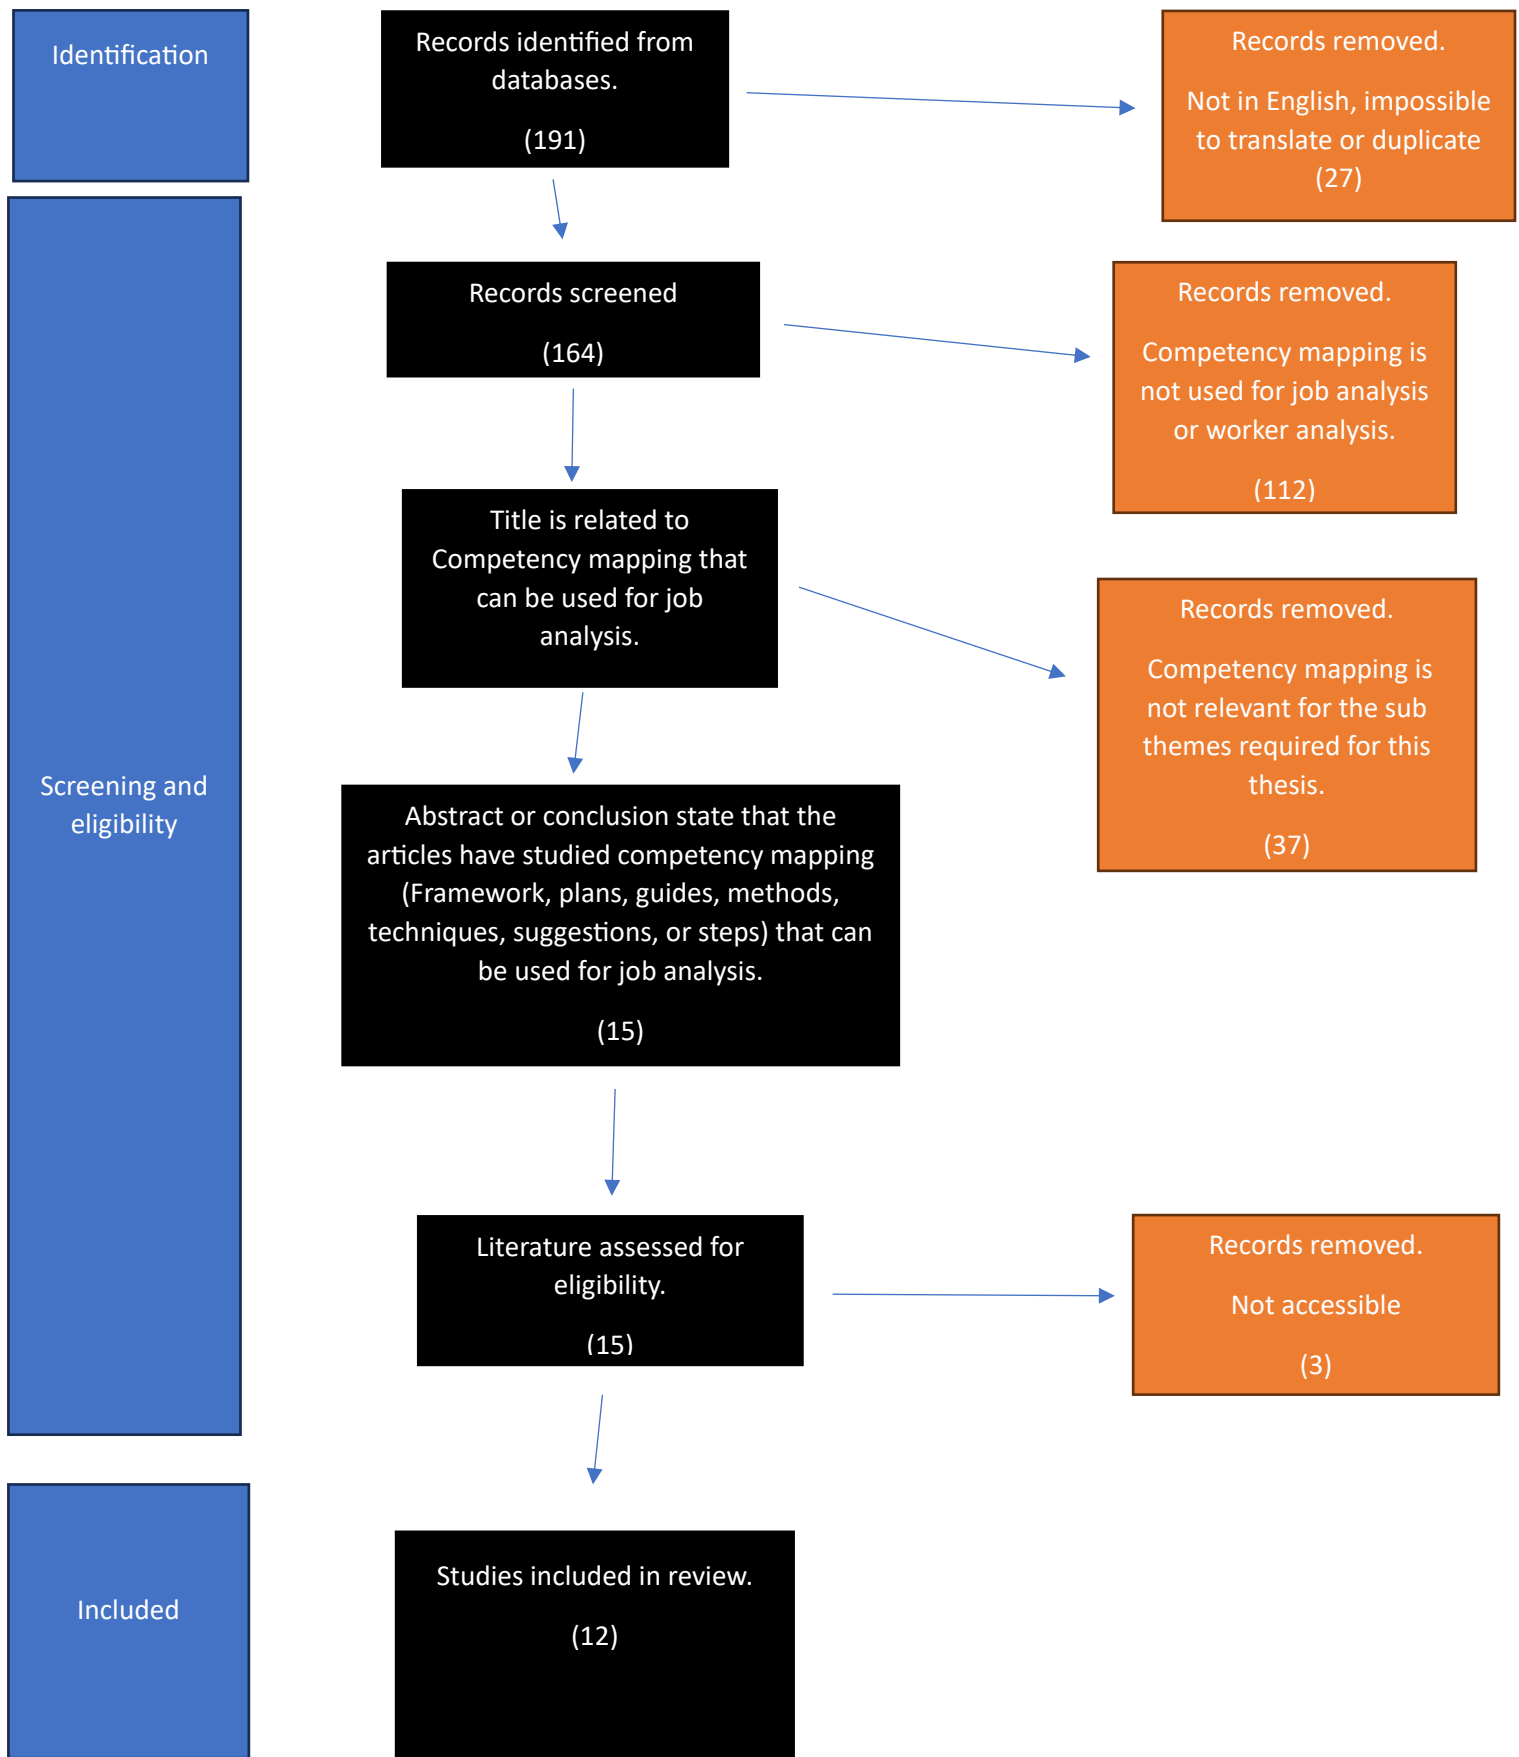 Identification
Records identified from
databases.
(191)
Records removed.
Not in English, impossible
to translate or duplicate
(27)
Records screened
(164)
Records removed.
Competency mapping is
not used for job analysis
or worker analysis.
(112)
Title is related to
Competency mapping that
can be used for job
analysis.
Records removed.
Competency mapping is
not relevant for the sub
themes required for this
thesis.
(37)
Screening and
eligibility
Abstract or conclusion state that the
articles have studied competency mapping
(Framework, plans, guides, methods,
techniques, suggestions, or steps) that can
be used for job analysis.
(15)
Literature assessed for
eligibility.
(15)
Records removed.
Not accessible
(3)
Included
Studies included in review.
(12)